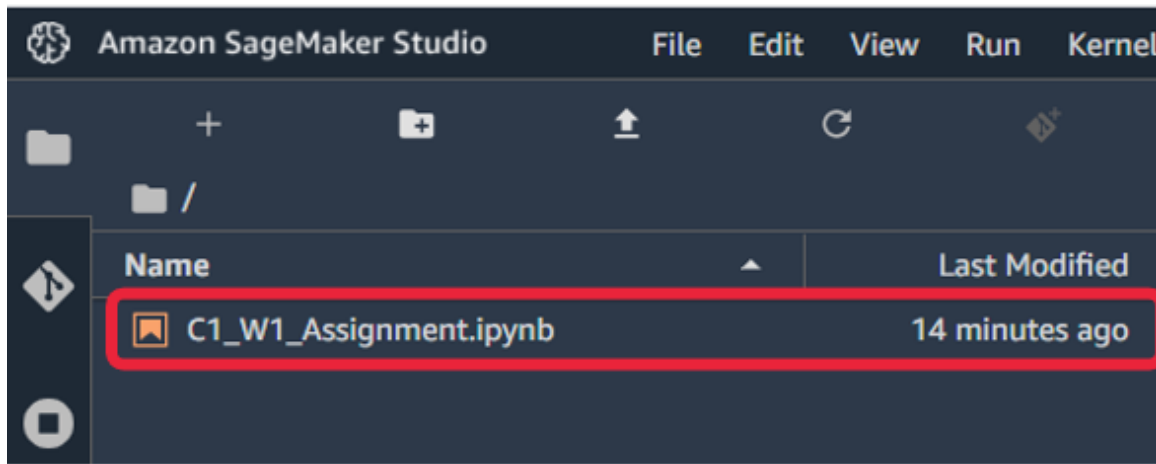 Amazon SageMaker Studio File Edit View Run Kernel
/
Name Last Modified
C1_W1_Assignment.ipynb 14 minutes ago